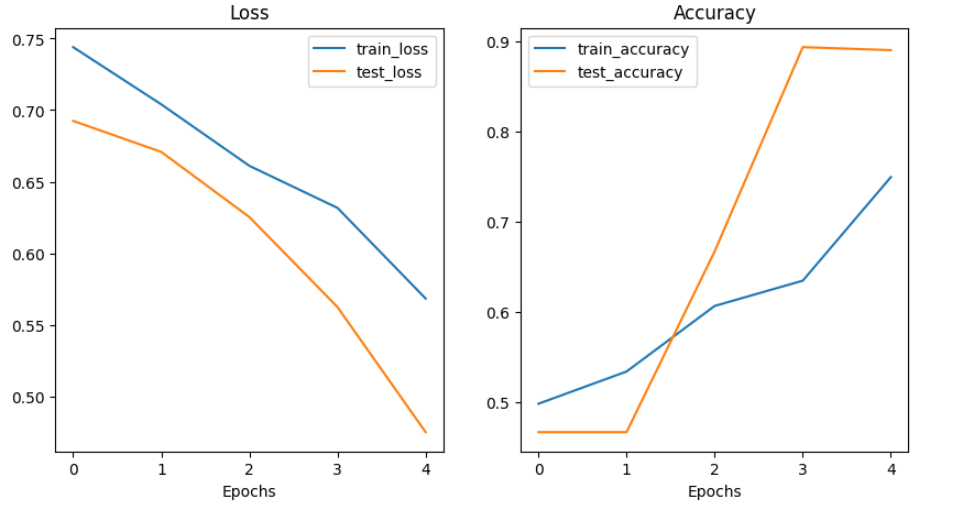 Loss
train_loss
test_loss
0.75
0.70
0.65
0.60
0.55
0.50
0 1 2 3 4
Epochs
Accuracy
train_accuracy
test_accuracy
0.9
0.8
0.7
0.6
0.5
0 1 2 3 4
Epochs